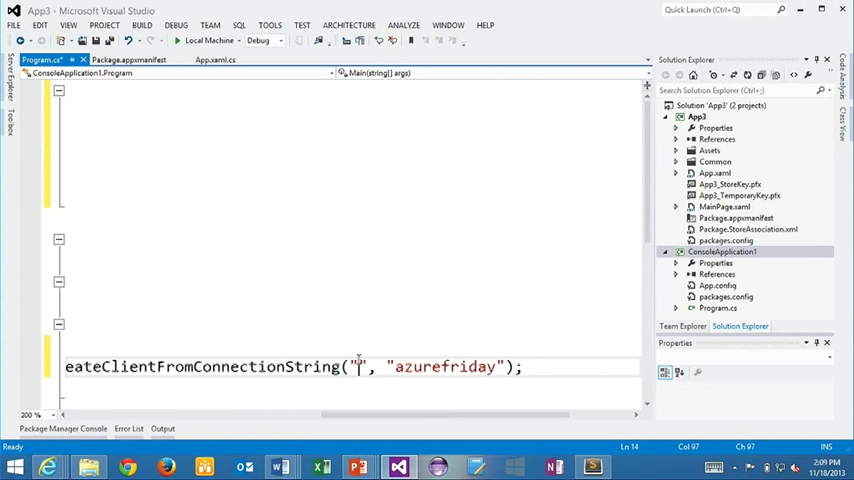 App3 - Microsoft Visual Studio
Quick Launch (Ctrl+Q)
FILE EDIT VIEW PROJECT BUILD DEBUG TEAM SQL TOOLS TEST ARCHITECTURE ANALYZE WINDOW HELP
Local Machine Debug
Program.cs* Package.appxmanifest App.xaml.cs
ConsoleApplication1.Program Main(string[] args)
Server Explorer
Toolbox
eateClientFromConnectionString("", "azurefriday");
200 %
Solution Explorer
Search Solution Explorer (Ctrl+;)
Solution 'App3' (2 projects)
App3
Properties
References
Assets
Common
App.xaml
App3_StoreKey.pfx
App3_TemporaryKey.pfx
MainPage.xaml
Package.appxmanifest
Package.StoreAssociation.xml
packages.config
ConsoleApplication1
Properties
References
App.config
packages.config
Program.cs
Team Explorer Solution Explorer
Properties
Code Analysis
Class View
Package Manager Console Error List Output
Ready Ln 14 Col 97 Ch 97 INS
2:09 PM
11/18/2013